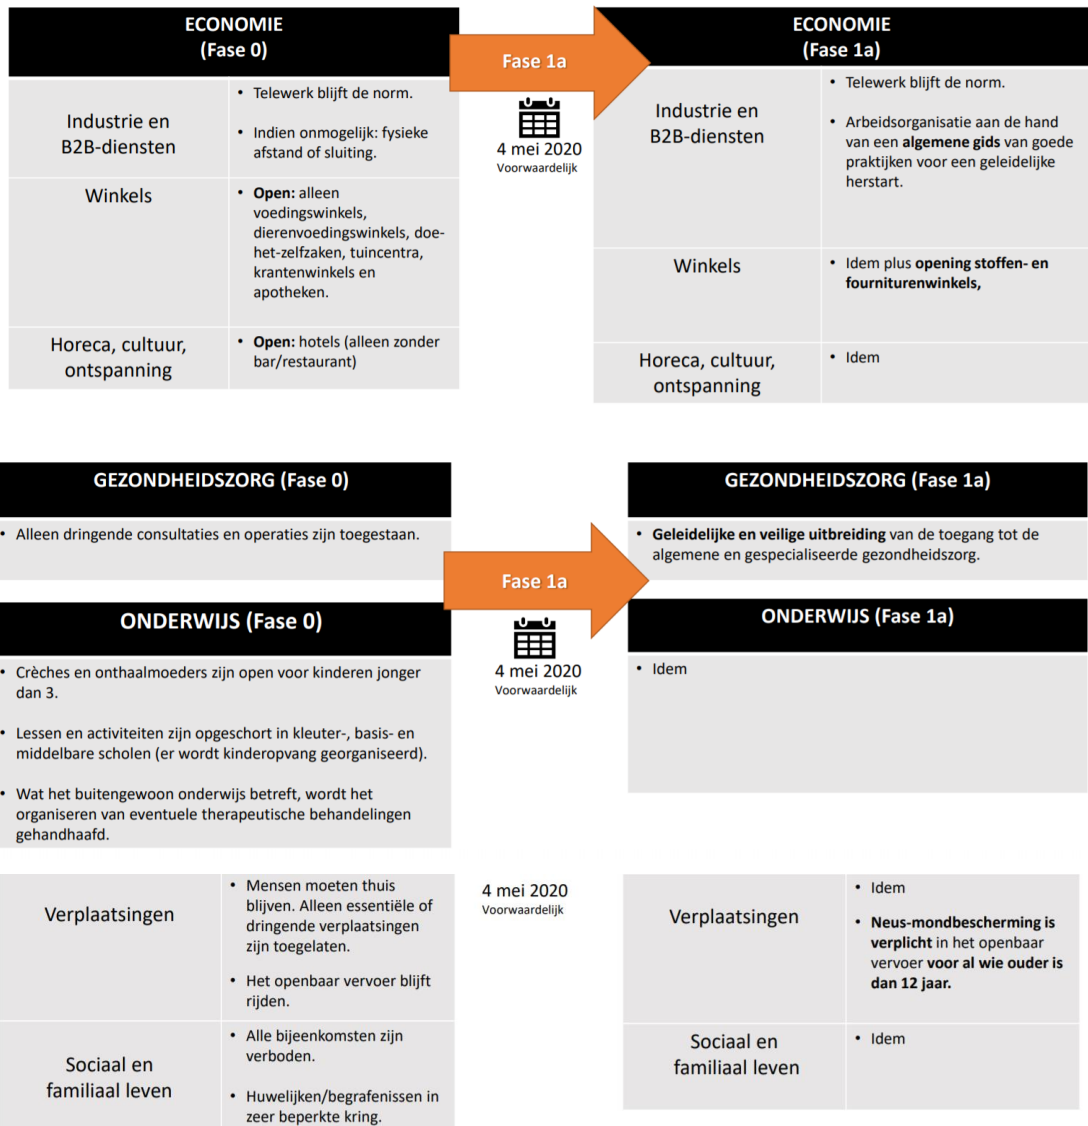 ECONOMIE
(Fase 0)
Industrie en
B2B-diensten
• Telewerk blijft de norm.
• Indien onmogelijk: fysieke
afstand of sluiting.
Winkels
• Open: alleen
voedingswinkels,
dierenvoedingswinkels, doe-
het-zelfzaken, tuincentra,
krantenwinkels en
apotheken.
Horeca, cultuur,
ontspanning
• Open: hotels (alleen zonder
bar/restaurant)
Fase 1a
4 mei 2020
Voorwaardelijk
ECONOMIE
(Fase 1a)
Industrie en
B2B-diensten
• Telewerk blijft de norm.
• Arbeidsorganisatie aan de hand
van een algemene gids van goede
praktijken voor een geleidelijke
herstart.
Winkels
• Idem plus opening stoffen- en
fourniturenwinkels,
Horeca, cultuur,
ontspanning
• Idem
GEZONDHEIDSZORG (Fase 0)
• Alleen dringende consultaties en operaties zijn toegestaan.
ONDERWIJS (Fase 0)
• Crèches en onthaalmoeders zijn open voor kinderen jonger
dan 3.
• Lessen en activiteiten zijn opgeschort in kleuter-, basis- en
middelbare scholen (er wordt kinderopvang georganiseerd).
• Wat het buitengewoon onderwijs betreft, wordt het
organiseren van eventuele therapeutische behandelingen
gehandhaafd.
Fase 1a
4 mei 2020
Voorwaardelijk
GEZONDHEIDSZORG (Fase 1a)
• Geleidelijke en veilige uitbreiding van de toegang tot de
algemene en gespecialiseerde gezondheidszorg.
ONDERWIJS (Fase 1a)
• Idem
Verplaatsingen
• Mensen moeten thuis
blijven. Alleen essentiële of
dringende verplaatsingen
zijn toegelaten.
• Het openbaar vervoer blijft
rijden.
Sociaal en
familiaal leven
• Alle bijeenkomsten zijn
verboden.
• Huwelijken/begrafenissen in
zeer beperkte kring.
4 mei 2020
Voorwaardelijk
Verplaatsingen
• Idem
• Neus-mondbescherming is
verplicht in het openbaar
vervoer voor al wie ouder is
dan 12 jaar.
Sociaal en
familiaal leven
• Idem